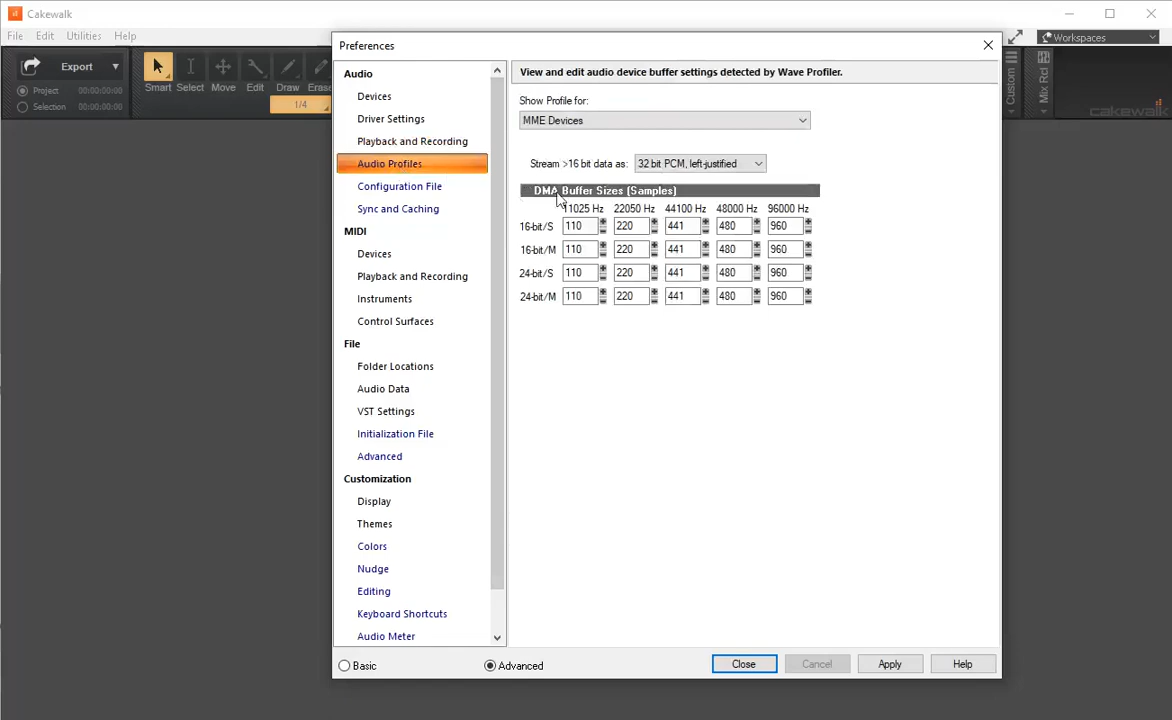 Cakewalk
File Edit Utilities Help
Workspaces
Export
Project 00:00:00:00
Selection 00:00:00:00
Smart Select Move Edit Draw Erase
1/4
Custom
Mix Rcl
cakewalk
Preferences
Audio
Devices
Driver Settings
Playback and Recording
Audio Profiles
Configuration File
Sync and Caching
MIDI
Devices
Playback and Recording
Instruments
Control Surfaces
File
Folder Locations
Audio Data
VST Settings
Initialization File
Advanced
Customization
Display
Themes
Colors
Nudge
Editing
Keyboard Shortcuts
Audio Meter
Basic
Advanced
View and edit audio device buffer settings detected by Wave Profiler.
Show Profile for:
MME Devices
Stream >16 bit data as: 32 bit PCM, left-justified
DMA Buffer Sizes (Samples)
11025 Hz 22050 Hz 44100 Hz 48000 Hz 96000 Hz
16-bit/S 110 220 441 480 960
16-bit/M 110 220 441 480 960
24-bit/S 110 220 441 480 960
24-bit/M 110 220 441 480 960
Close Cancel Apply Help